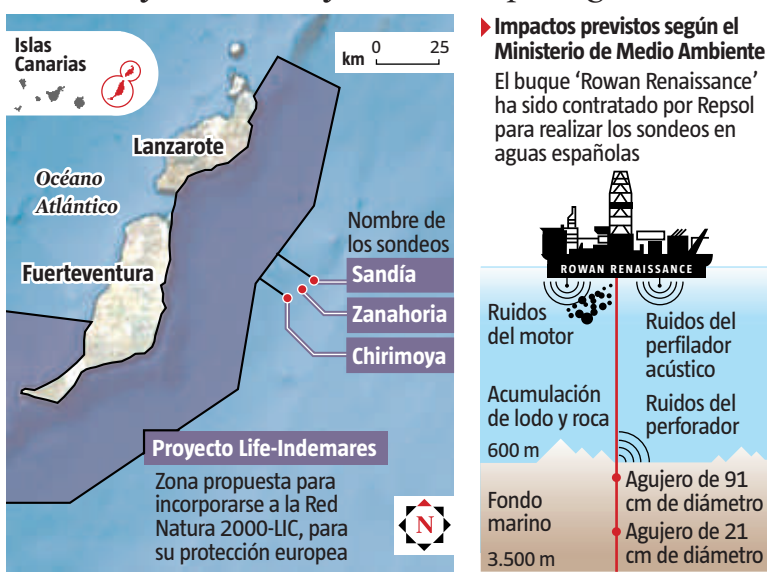 Islas
Canarias
km 0 25
Lanzarote
Océano
Atlántico
Fuerteventura
Nombre de
los sondeos
Sandía
Zanahoria
Chirimoya
Proyecto Life-Indemares
Zona propuesta para
incorporarse a la Red
Natura 2000-LIC, para
su protección europea
N
Impactos previstos según el
Ministerio de Medio Ambiente
El buque ‘Rowan Renaissance’
ha sido contratado por Repsol
para realizar los sondeos en
aguas españolas
ROWAN RENAISSANCE
Ruidos
del motor
Ruidos del
perfilador
acústico
Acumulación
de lodo y roca
Ruidos del
perforador
600 m
Fondo
marino
Agujero de 91
cm de diámetro
Agujero de 21
cm de diámetro
3.500 m